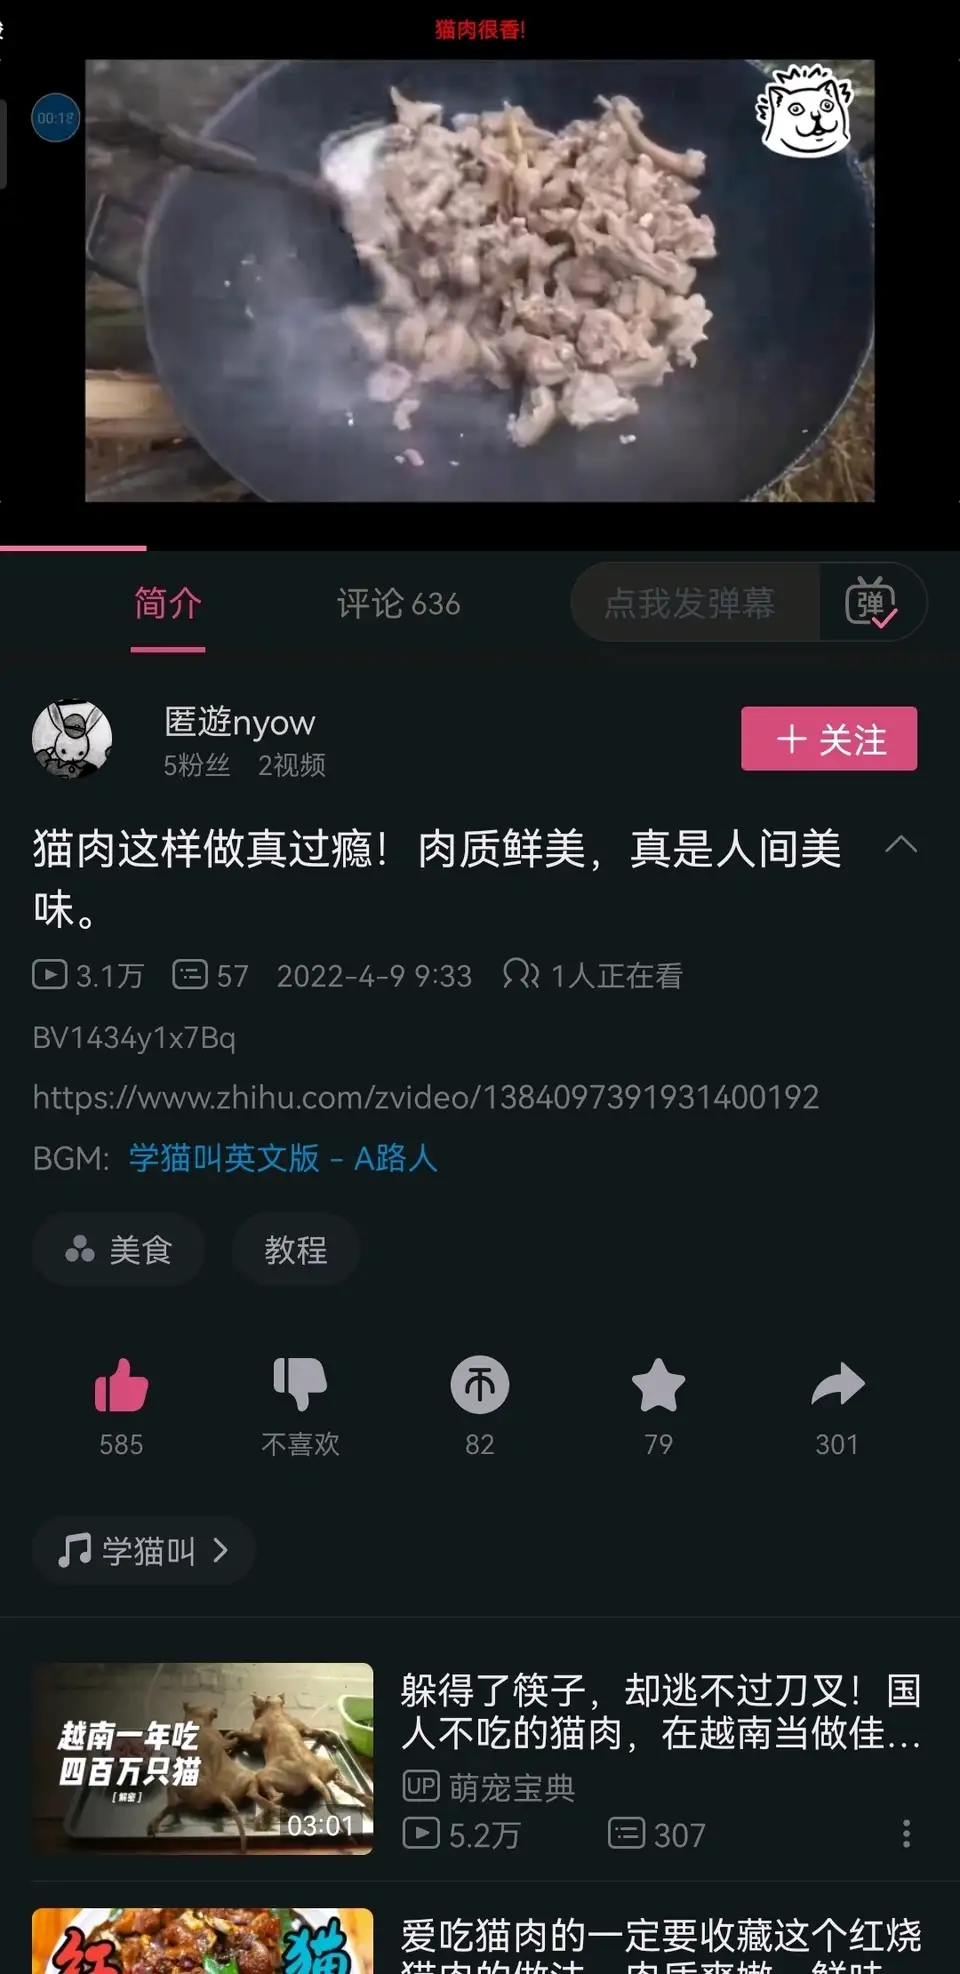 猫肉很香!
00:18
简介
评论 636
点我发弹幕
弹
匿遊nyow
5粉丝 2视频
+ 关注
猫肉这样做真过瘾！肉质鲜美，真是人间美
味。
3.1万 57 2022-4-9 9:33 1人正在看
BV1434y1x7Bq
https://www.zhihu.com/zvideo/1384097391931400192
BGM: 学猫叫英文版 - A路人
美食
教程
585
不喜欢
82
79
301
学猫叫
越南一年吃
四百万只猫
[解密]
03:01
躲得了筷子，却逃不过刀叉！国
人不吃的猫肉，在越南当做佳...
UP 萌宠宝典
5.2万 307
红
猫
爱吃猫肉的一定要收藏这个红烧